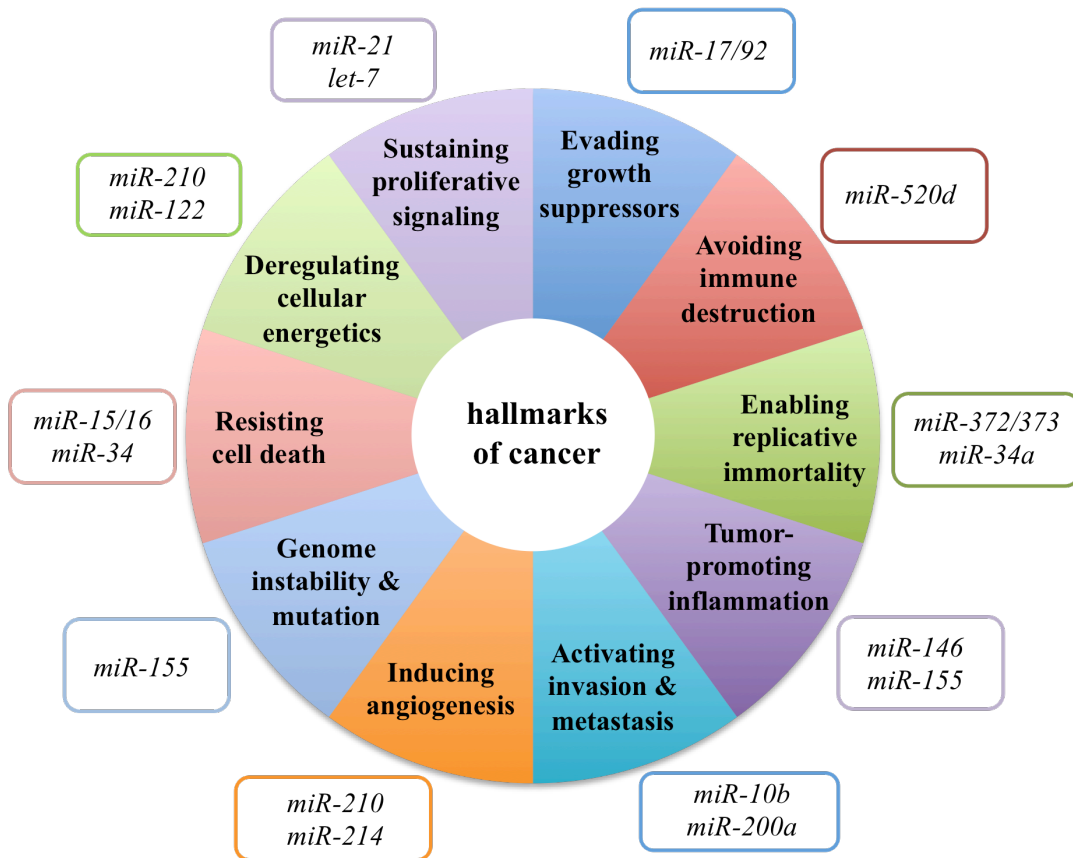 miR-21
let-7
miR-17/92
miR-520d
miR-372/373
miR-34a
miR-146
miR-155
miR-10b
miR-200a
miR-210
miR-214
miR-155
miR-15/16
miR-34
miR-210
miR-122
Sustaining
proliferative
signaling
Evading
growth
suppressors
Avoiding
immune
destruction
Enabling
replicative
immortality
Tumor-
promoting
inflammation
Activating
invasion &
metastasis
Inducing
angiogenesis
Genome
instability &
mutation
Resisting
cell death
Deregulating
cellular
energetics
hallmarks
of cancer